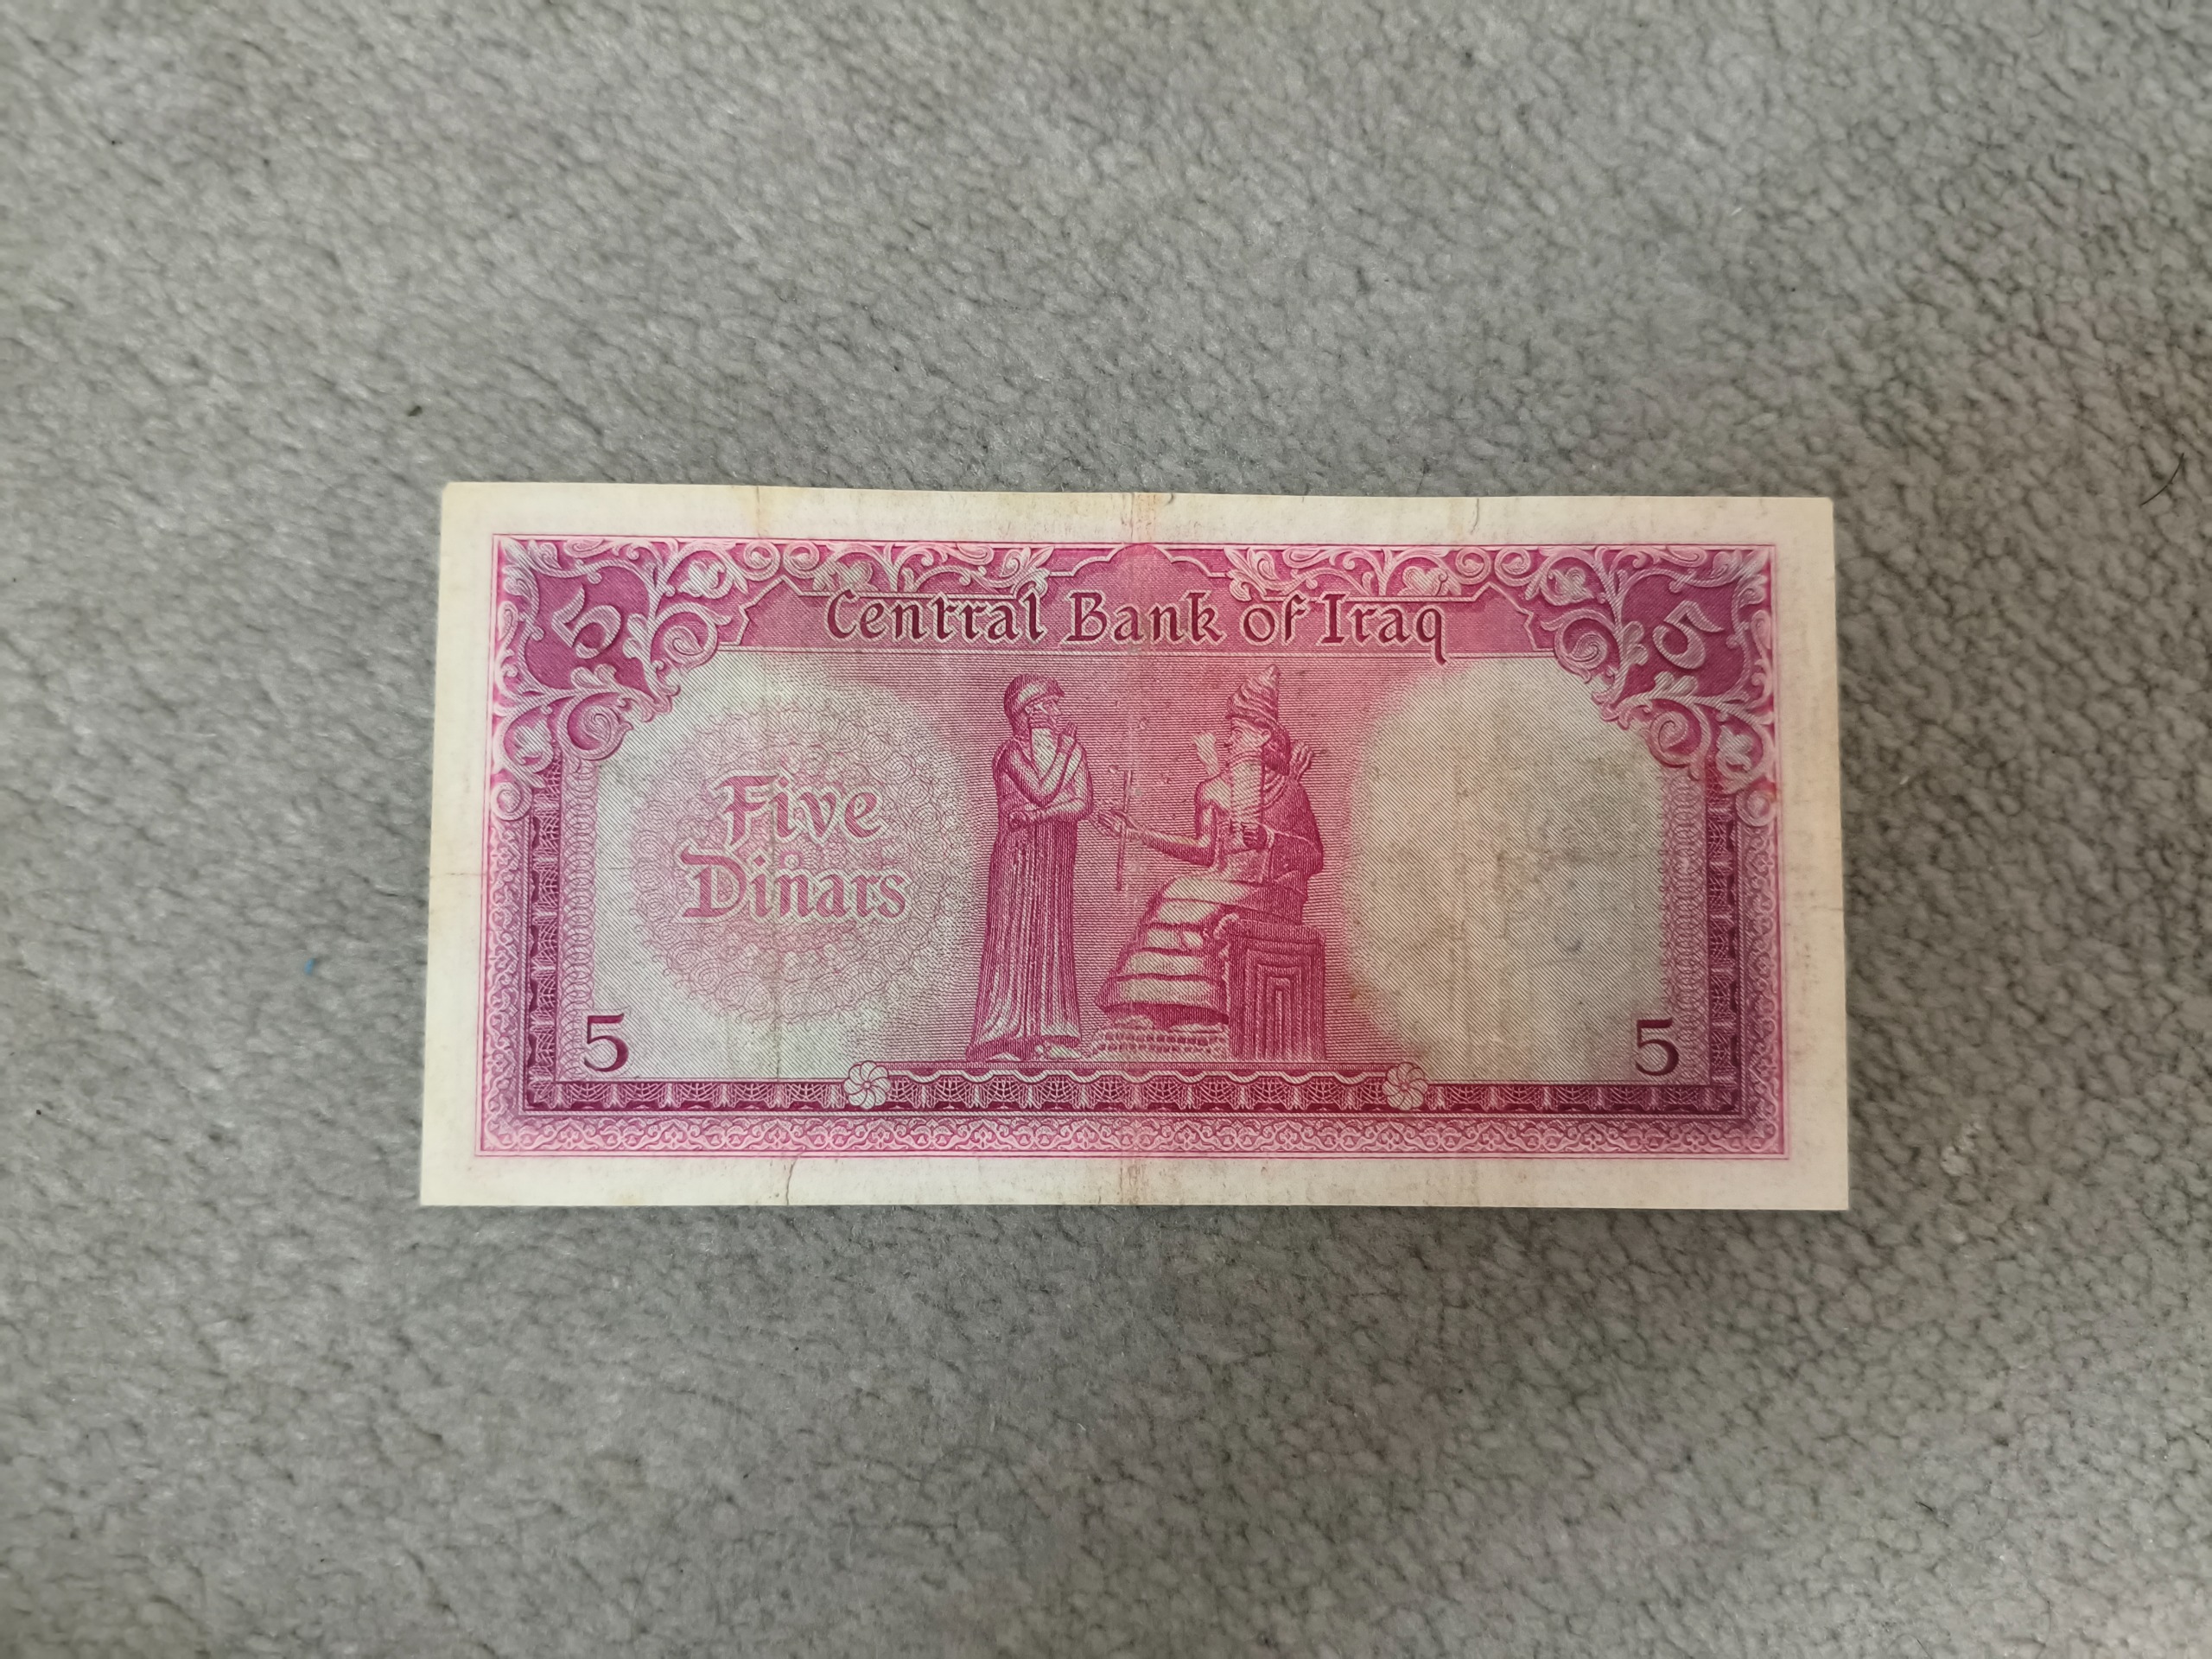 5 Central Bank of Iraq 5
Five
Dinars
5 5